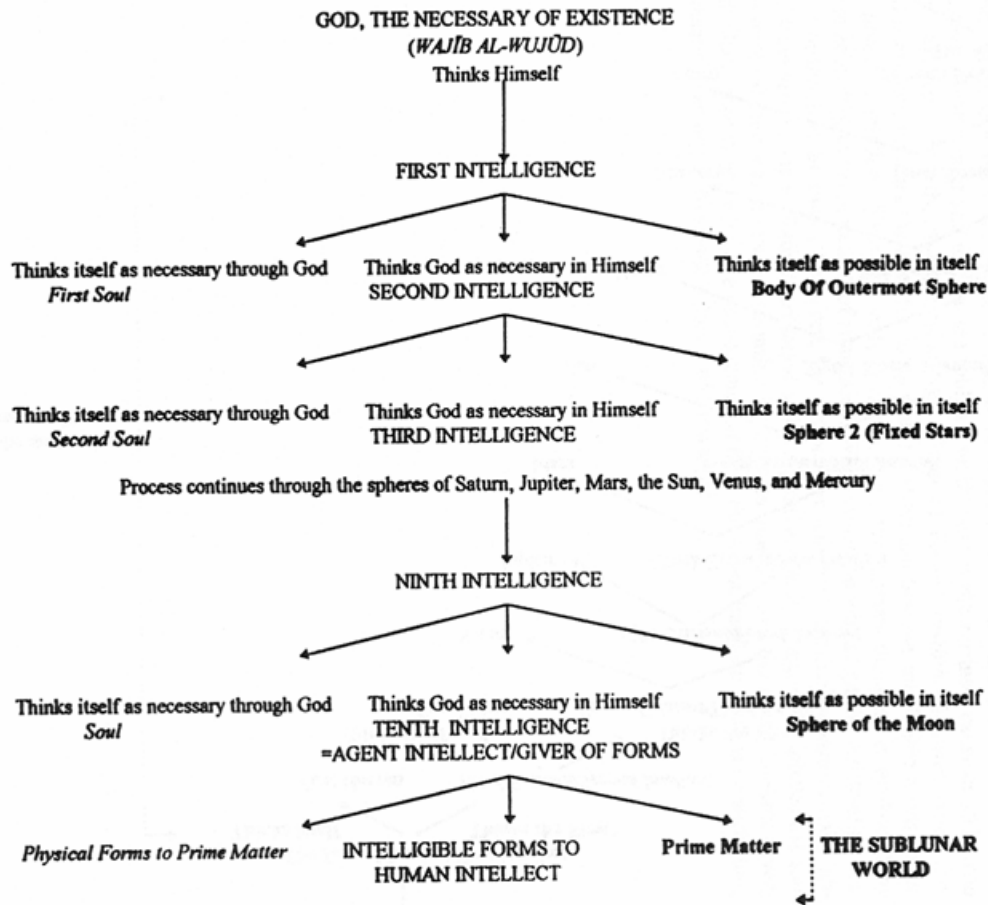 GOD, THE NECESSARY OF EXISTENCE
(WAJĪB AL-WUJŪD)
Thinks Himself
FIRST INTELLIGENCE
Thinks itself as necessary through God
First Soul
Thinks God as necessary in Himself
SECOND INTELLIGENCE
Thinks itself as possible in itself
Body Of Outermost Sphere
Thinks itself as necessary through God
Second Soul
Thinks God as necessary in Himself
THIRD INTELLIGENCE
Thinks itself as possible in itself
Sphere 2 (Fixed Stars)
Process continues through the spheres of Saturn, Jupiter, Mars, the Sun, Venus, and Mercury
NINTH INTELLIGENCE
Thinks itself as necessary through God
Soul
Thinks God as necessary in Himself
TENTH INTELLIGENCE
=AGENT INTELLECT/GIVER OF FORMS
Thinks itself as possible in itself
Sphere of the Moon
Physical Forms to Prime Matter
INTELLIGIBLE FORMS TO
HUMAN INTELLECT
Prime Matter
THE SUBLUNAR
WORLD